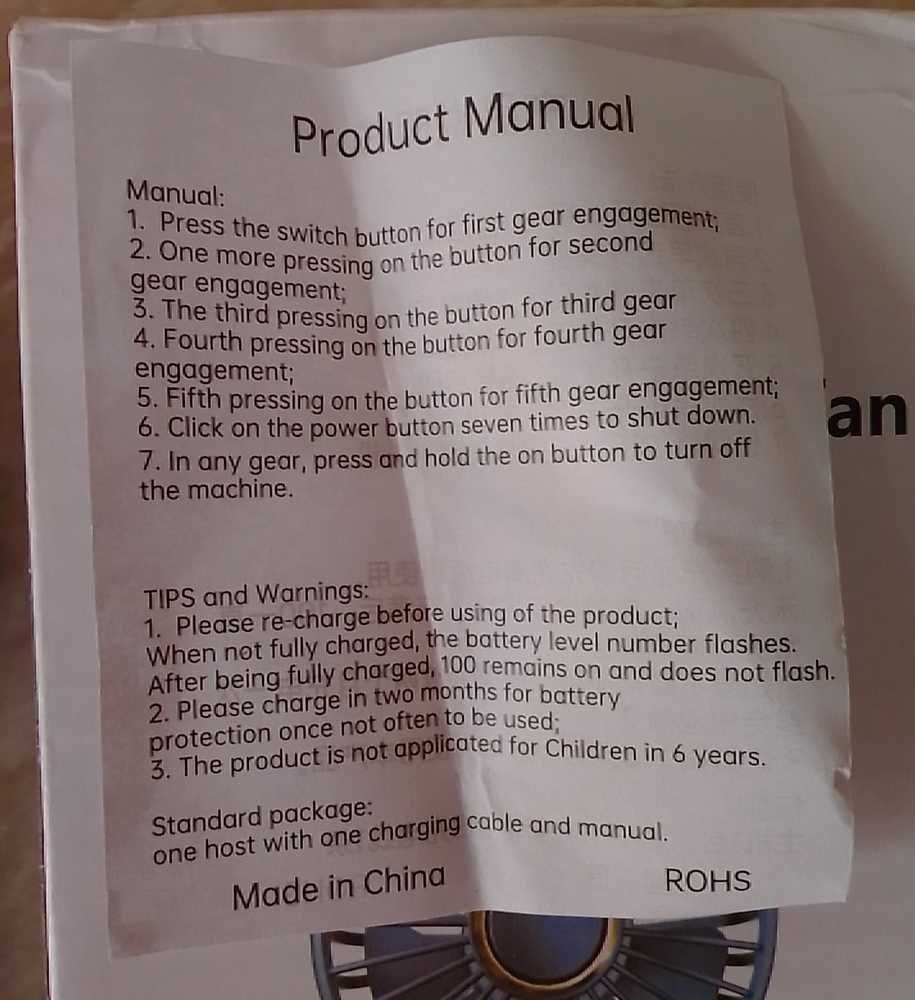 Product Manual
Manual:
1. Press the switch button for first gear engagement;
2. One more pressing on the button for second
gear engagement;
3. The third pressing on the button for third gear
4. Fourth pressing on the button for fourth gear
engagement;
5. Fifth pressing on the button for fifth gear engagement;
6. Click on the power button seven times to shut down.
7. In any gear, press and hold the on button to turn off
the machine.
TIPS and Warnings:
1. Please re-charge before using of the product;
When not fully charged, the battery level number flashes.
After being fully charged, 100 remains on and does not flash.
2. Please charge in two months for battery
protection once not often to be used;
3. The product is not applicated for Children in 6 years.
Standard package:
one host with one charging cable and manual.
Made in China
ROHS
an